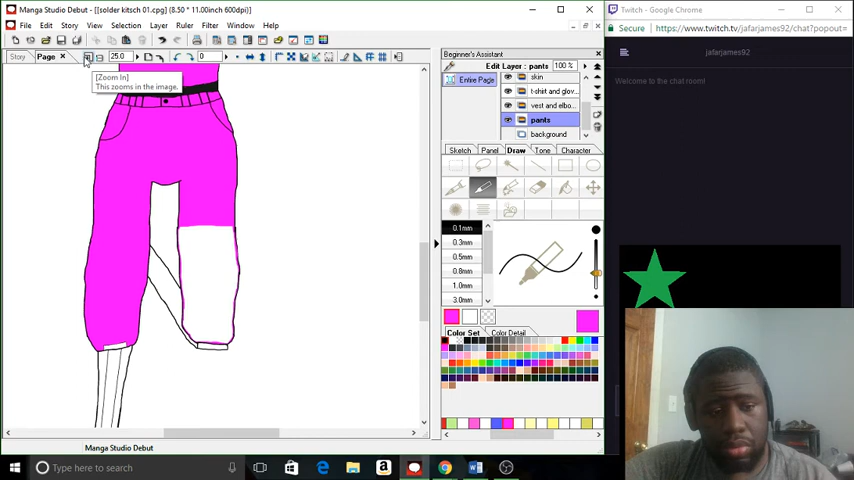 Manga Studio Debut - [[solder kitsch 01.cpg] (8.50 * 11.00inch 600dpi)]
File Edit Story View Selection Layer Ruler Filter Window Help
Story Page 25.0 0
[Zoom In]
This zooms in the image.
Beginner's Assistant
Edit Layer : pants 100 %
Entire Page
skin
t-shirt and glov...
vest and elbo...
pants
background
Sketch Panel Draw Tone Character
0.1mm
0.3mm
0.5mm
0.8mm
1.0mm
3.0mm
Color Set Color Detail
Manga Studio Debut
Type here to search
Twitch - Google Chrome
Secure https://www.twitch.tv/jafarjames92/chat?popout=
jafarjames92
Welcome to the chat room!